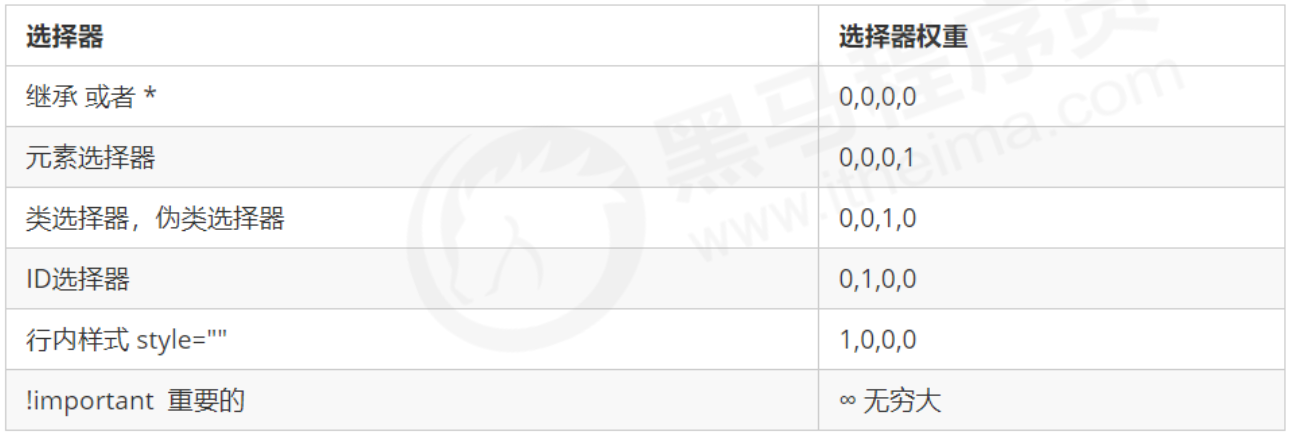 选择器 选择器权重
继承 或者 * 0,0,0,0
元素选择器 0,0,0,1
类选择器，伪类选择器 0,0,1,0
ID选择器 0,1,0,0
行内样式 style="" 1,0,0,0
!important 重要的 ∞ 无穷大
黑马程序员
www.itheima.com